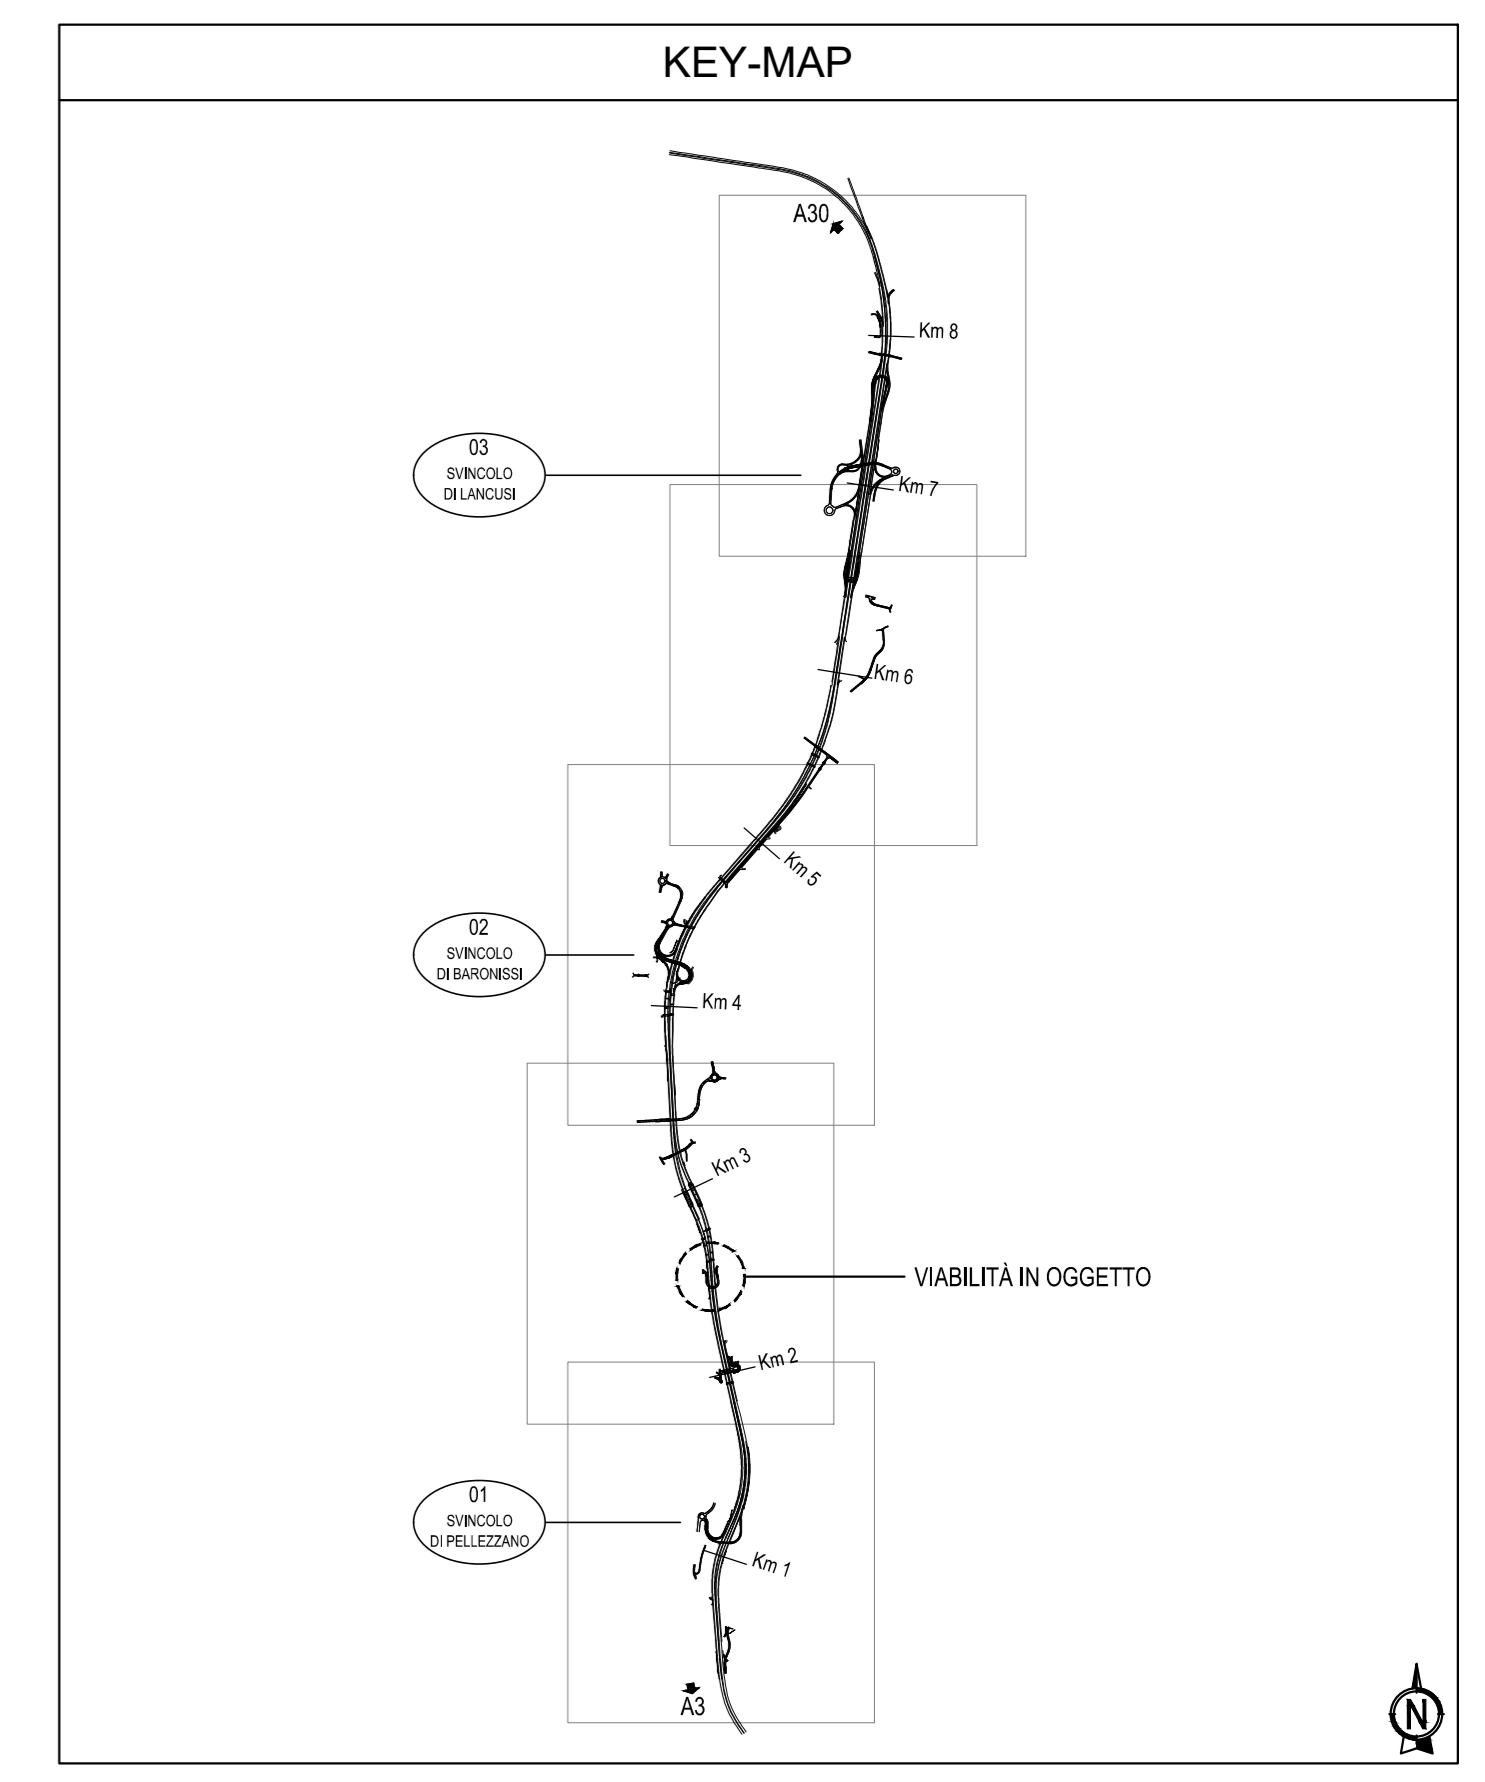 KEY-MAP
A30
Km 8
03
SVINCOLO
DI LANCUSI
Km 7
Km 6
Km 5
02
SVINCOLO
DI BARONISSI
Km 4
Km 3
VIABILITÀ IN OGGETTO
Km 2
01
SVINCOLO
DI PELLEZZANO
Km 1
A3
N